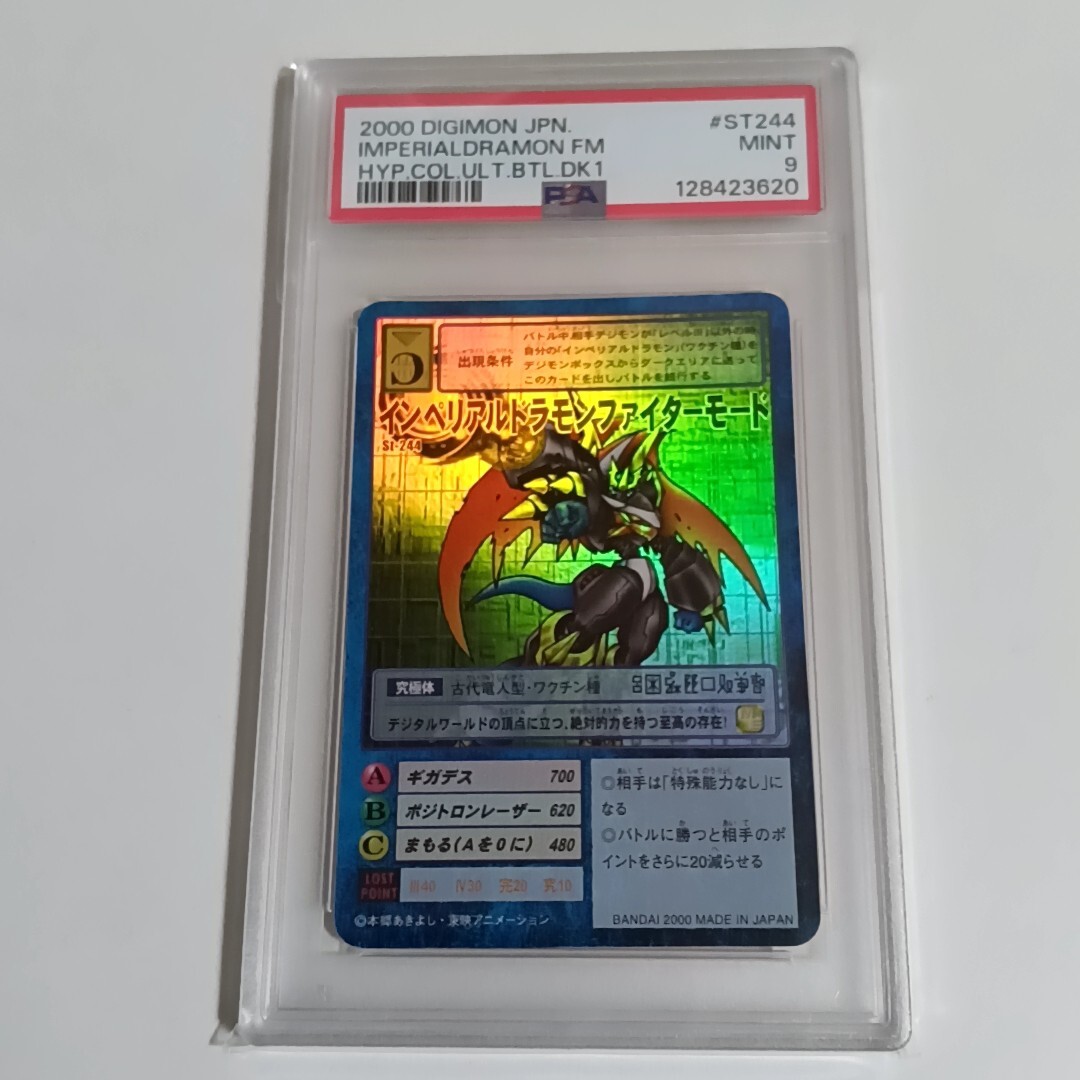 2000 DIGIMON JPN. #ST244
IMPERIALDRAMON FM MINT
HYP.COL.ULT.BTL.DK1 9
PSA 128423620
出現条件
バトル中、相手デジモンが「レベルⅢ」以外の時
自分の「インペリアルドラモン」(ワクチン種)を
デジモンボックスからダークエリアに送って
このカードを出しバトルを続行する
インペリアルドラモンファイターモード
St-244
究極体 古代竜人型・ワクチン種
デジタルワールドの頂点に立つ、絶対的力を持つ至高の存在!
A ギガデス 700
B ポジトロンレーザー 620
C まもる(Aを0に) 480
LOST
POINT
Ⅲ40 Ⅳ30 完20 究10
◎相手は「特殊能力なし」に
なる
◎バトルに勝つと相手のポ
イントをさらに20減らせる
©本郷あきよし・東映アニメーション
BANDAI 2000 MADE IN JAPAN